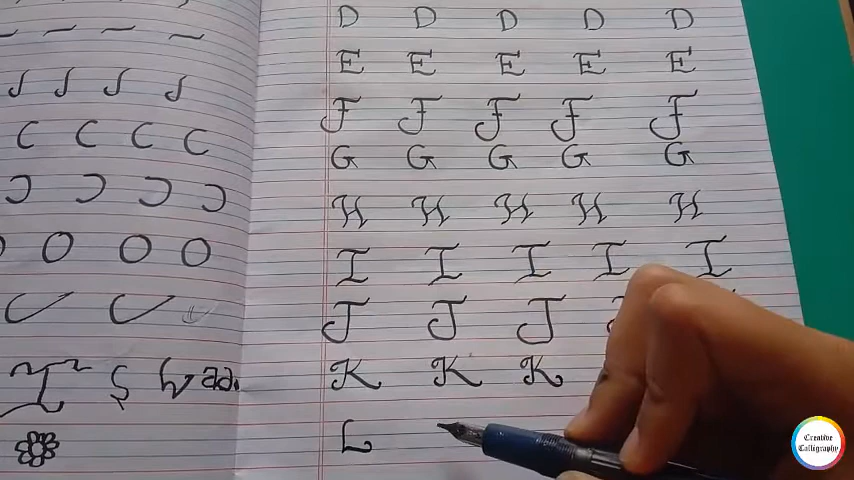 D D D D D
E E E E E
F F F F F
G G G G G
H H H H H
I I I I I
J J J
K K K
L
Creative
Calligraphy